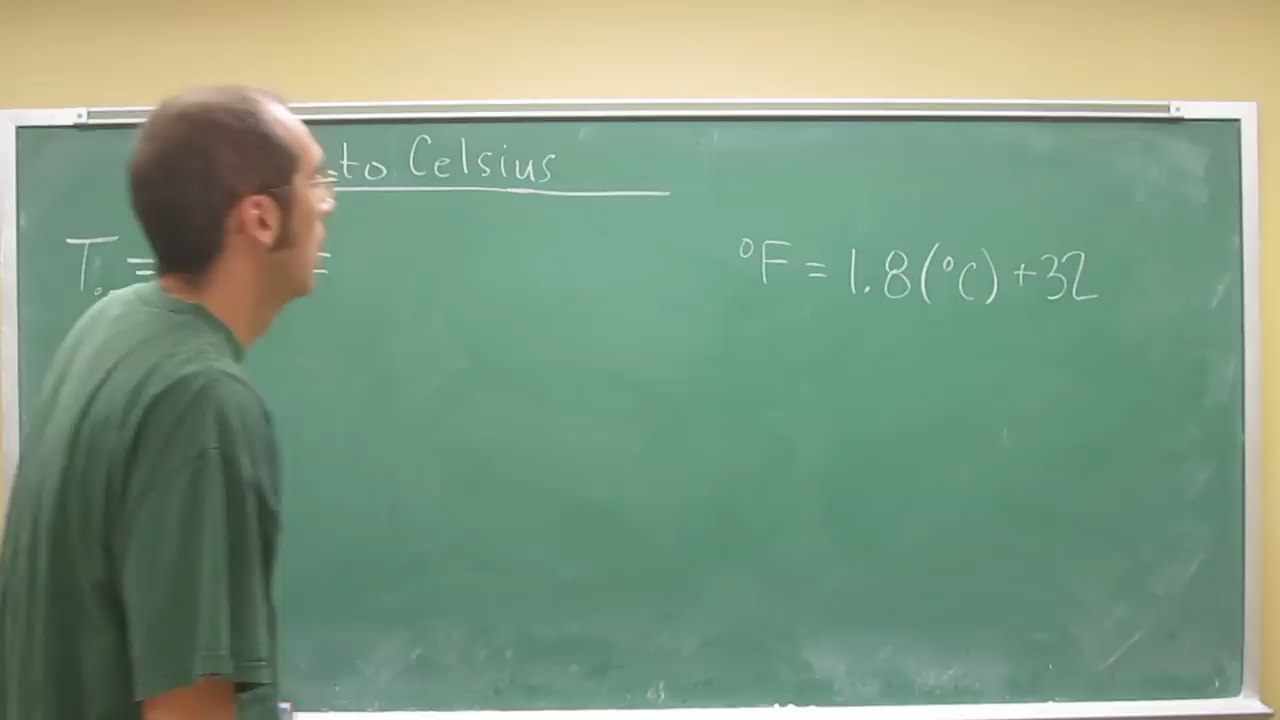 to Celsius
T = =
°F = 1.8(°C) + 32